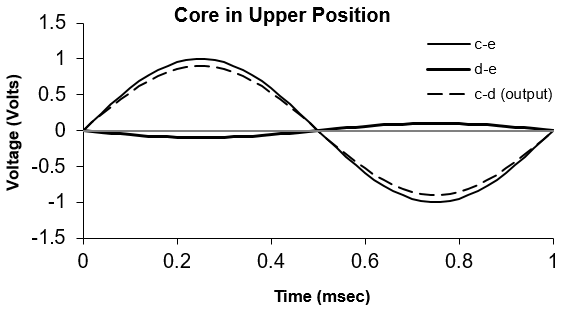 Core in Upper Position
1.5
1
0.5
0
-0.5
-1
-1.5
Voltage (Volts)
c-e
d-e
c-d (output)
0 0.2 0.4 0.6 0.8 1
Time (msec)